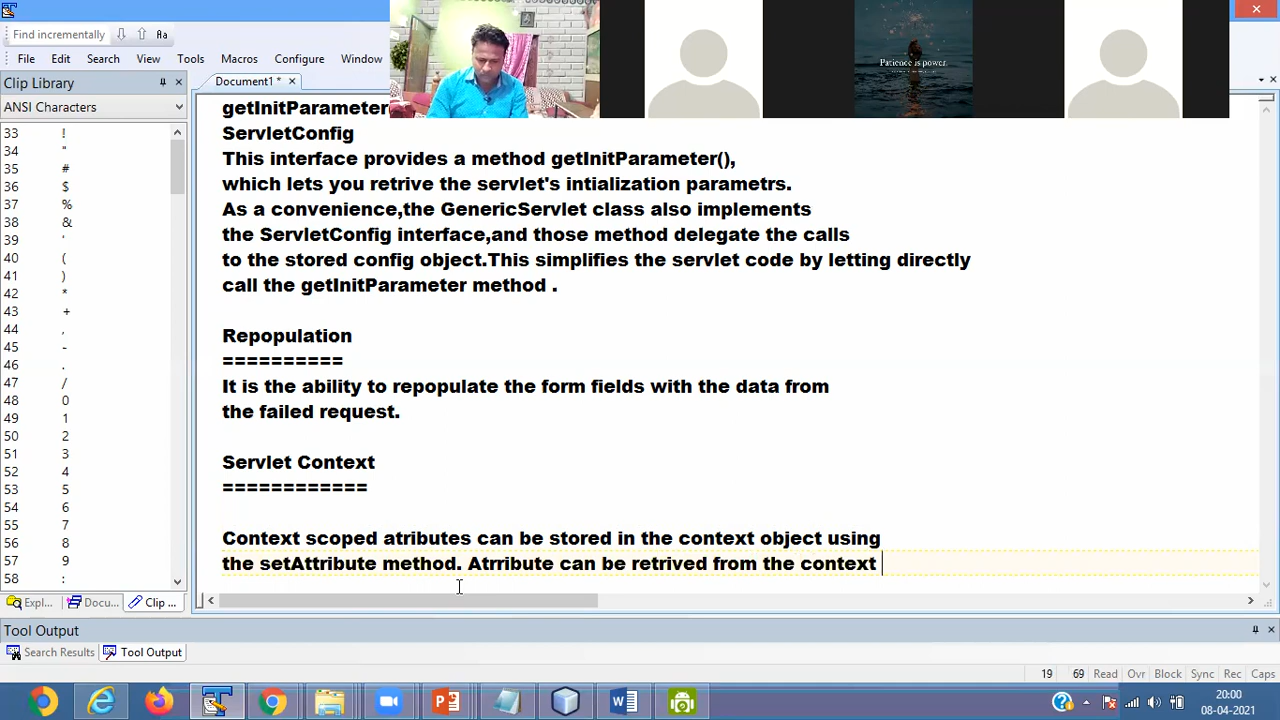 Find incrementally
Aa
File Edit Search View Tools Macros Configure Window
Clip Library
Document1 *
ANSI Characters
33 !
34 "
35 #
36 $
37 %
38 &
39 '
40 (
41 )
42 *
43 +
44 ,
45 -
46 .
47 /
48 0
49 1
50 2
51 3
52 4
53 5
54 6
55 7
56 8
57 9
58 :
Patience is power.
getInitParameter
ServletConfig
This interface provides a method getInitParameter(),
which lets you retrive the servlet's intialization parametrs.
As a convenience,the GenericServlet class also implements
the ServletConfig interface,and those method delegate the calls
to the stored config object.This simplifies the servlet code by letting directly
call the getInitParameter method .
Repopulation
==========
It is the ability to repopulate the form fields with the data from
the failed request.
Servlet Context
============
Context scoped atributes can be stored in the context object using
the setAttribute method. Atrribute can be retrived from the context
Expl... Docu... Clip ...
Tool Output
Search Results Tool Output
19 69 Read Ovr Block Sync Rec Caps
20:00
08-04-2021